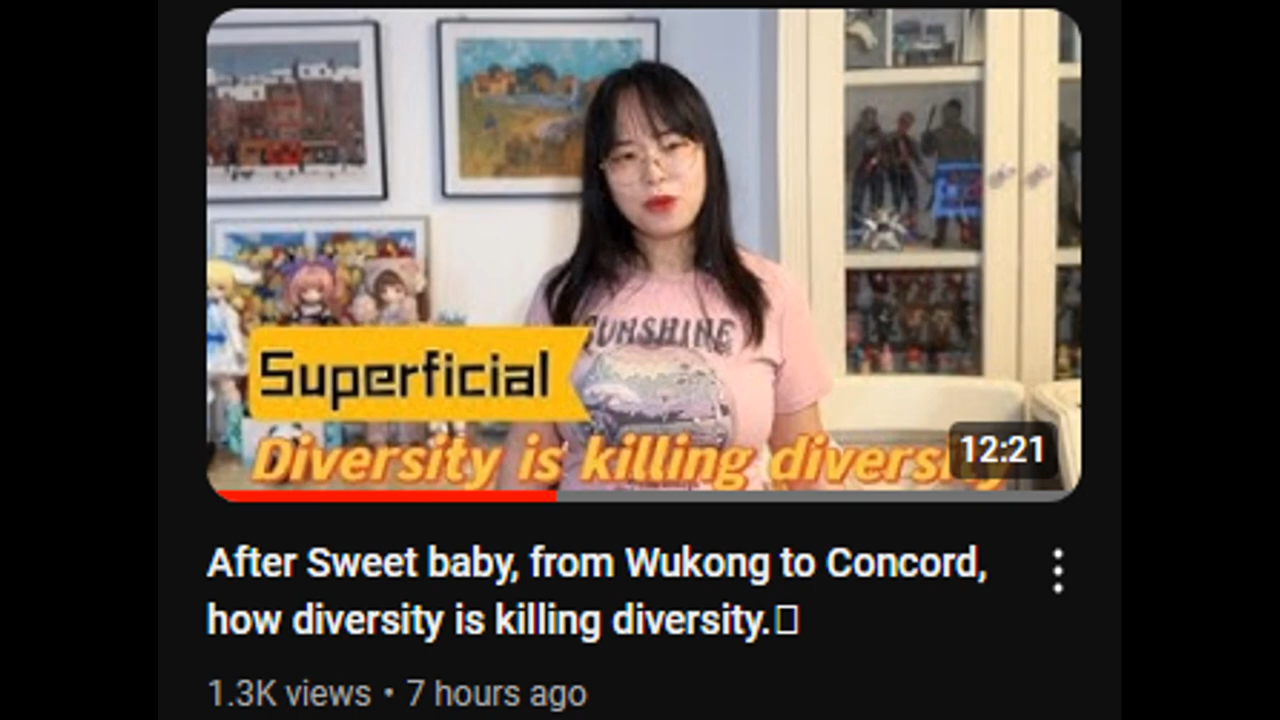 SUNSHINE
Superficial
Diversity is killing diversity
12:21
After Sweet baby, from Wukong to Concord,
how diversity is killing diversity.
1.3K views • 7 hours ago